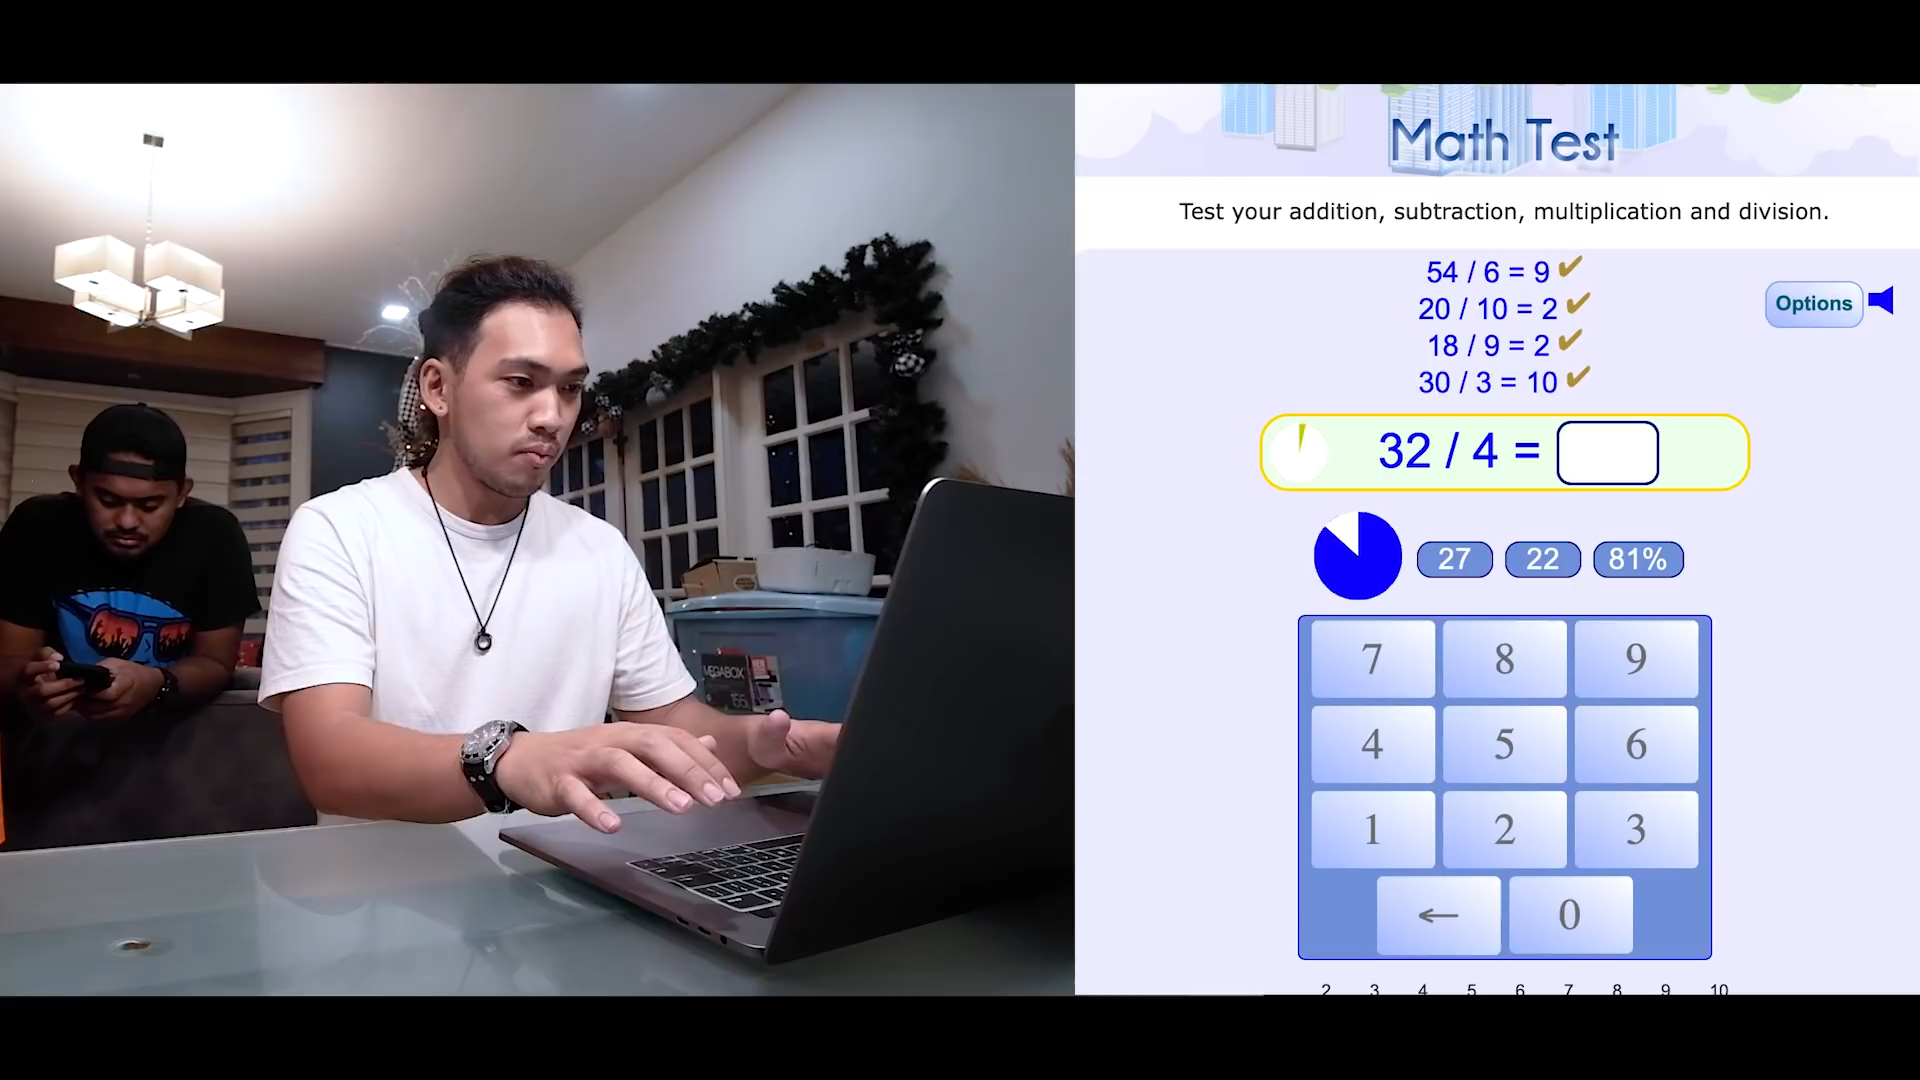 Math Test
Test your addition, subtraction, multiplication and division.
54 / 6 = 9 ✔
20 / 10 = 2 ✔
18 / 9 = 2 ✔
30 / 3 = 10 ✔
Options
32 / 4 =
27 22 81%
7 8 9
4 5 6
1 2 3
← 0
2 3 4 5 6 7 8 9 10
MEGABOX